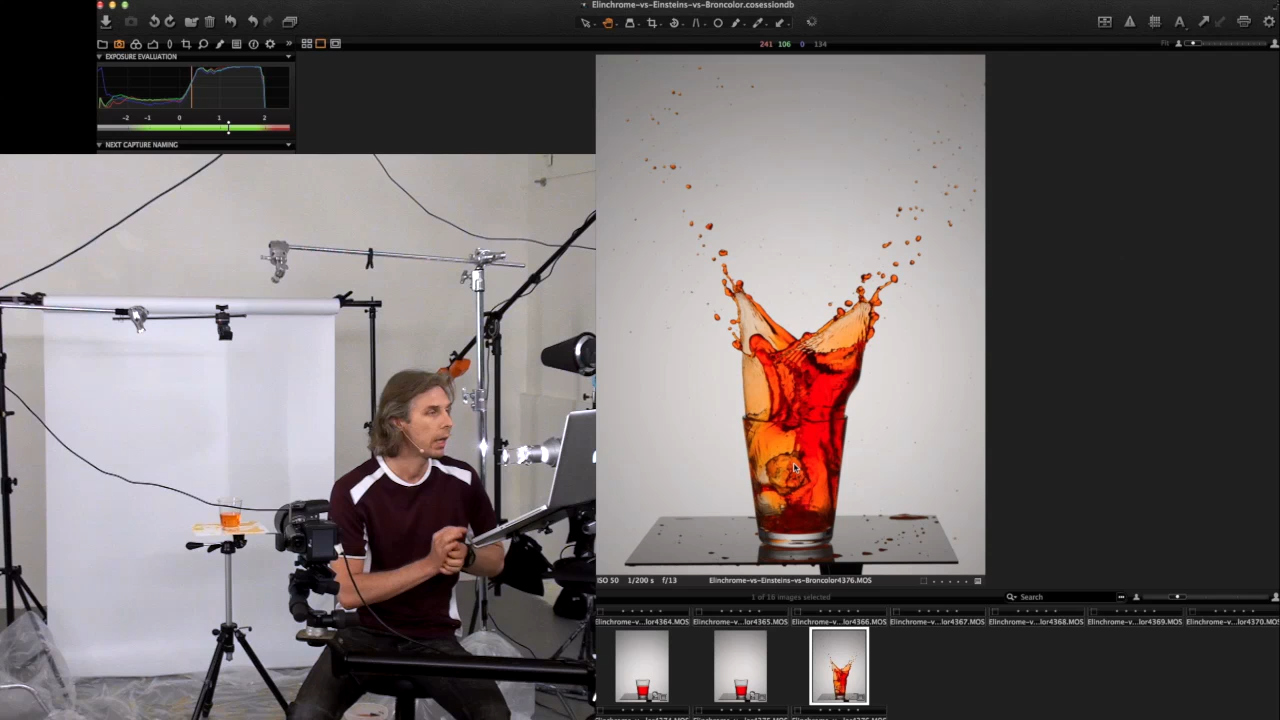 Elinchrome-vs-Einsteins-vs-Broncolor.cosessiondb
241 106 0 134
Fit
EXPOSURE EVALUATION
-2 -1 0 1 2
NEXT CAPTURE NAMING
ISO 50 1/200 s f/13 Elinchrome-vs-Einsteins-vs-Broncolor4376.MOS
1 of 16 images selected
Search
Elinchrome-v...lor4364.MOS Elinchrome-v...lor4365.MOS Elinchrome-v...lor4366.MOS Elinchrome-v...lor4367.MOS Elinchrome-v...lor4368.MOS Elinchrome-v...lor4369.MOS Elinchrome-v...lor4370.MOS